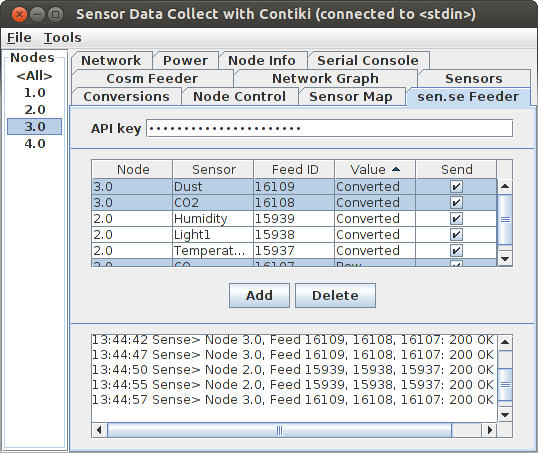 Sensor Data Collect with Contiki (connected to <stdin>)
File Tools
Nodes
<All>
1.0
2.0
3.0
4.0
Network Power Node Info Serial Console
Cosm Feeder Network Graph Sensors
Conversions Node Control Sensor Map sen.se Feeder
API key ••••••••••••••••••••••
Node Sensor Feed ID Value Send
3.0 Dust 16109 Converted
3.0 CO2 16108 Converted
2.0 Humidity 15939 Converted
2.0 Light1 15938 Converted
2.0 Temperat... 15937 Converted
3.0 CO 16107 Raw
Add Delete
13:44:42 Sense> Node 3.0, Feed 16109, 16108, 16107: 200 OK
13:44:47 Sense> Node 3.0, Feed 16109, 16108, 16107: 200 OK
13:44:50 Sense> Node 2.0, Feed 15939, 15938, 15937: 200 OK
13:44:55 Sense> Node 2.0, Feed 15939, 15938, 15937: 200 OK
13:44:57 Sense> Node 3.0, Feed 16109, 16108, 16107: 200 OK